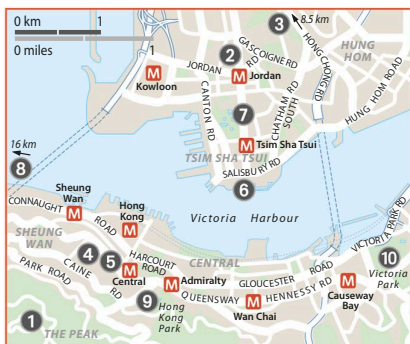 0 km 1
0 miles 1
3
8.5 km
2
GASCOIGNE RD
HONG CHONG RD
HUNG HOM
JORDAN RD
M
Jordan
M
Kowloon
CANTON RD
CHATHAM RD SOUTH
HUNG HOM ROAD
7
M
Tsim Sha Tsui
TSIM SHA TSUI
16 km
8
SALISBURY RD
6
Sheung Wan
M
Hong Kong
M
Victoria Harbour
CONNAUGHT ROAD
VICTORIA PARK RD
SHEUNG WAN
4
5
HARCOURT ROAD
CENTRAL
10
Victoria Park
CAINE RD
PARK ROAD
M
Central
M
Admiralty
GLOUCESTER ROAD
M
Causeway Bay
9
Hong Kong Park
QUEENSWAY
HENNESSY RD
M
Wan Chai
1
THE PEAK